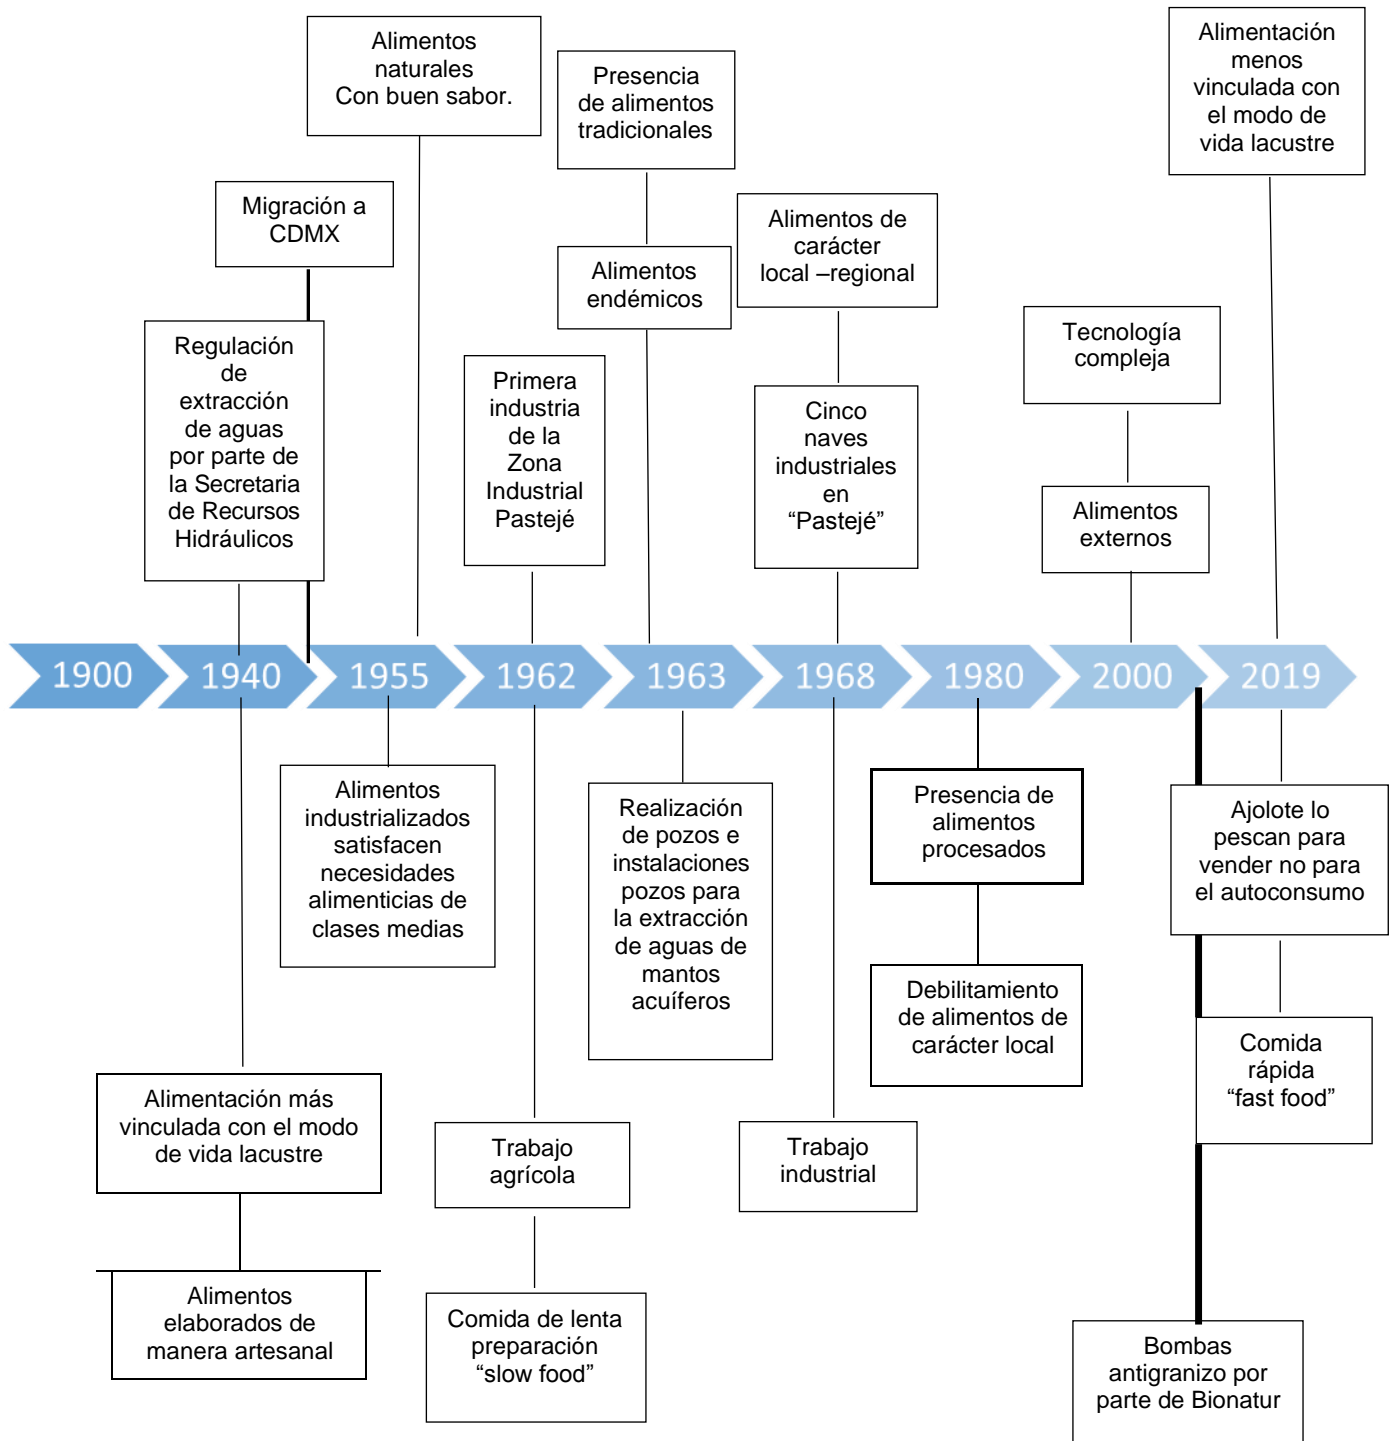 Alimentos
naturales
Con buen sabor.
Presencia
de alimentos
tradicionales
Alimentación
menos
vinculada con
el modo de
vida lacustre
Migración a
CDMX
Alimentos de
carácter
local –regional
Alimentos
endémicos
Regulación
de
extracción
de aguas
por parte de
la Secretaria
de Recursos
Hidráulicos
Primera
industria
de la
Zona
Industrial
Pastejé
Cinco
naves
industriales
en
“Pastejé”
Tecnología
compleja
Alimentos
externos
1900
1940
1955
1962
1963
1968
1980
2000
2019
Alimentos
industrializados
satisfacen
necesidades
alimenticias de
clases medias
Realización
de pozos e
instalaciones
pozos para
la extracción
de aguas de
mantos
acuíferos
Presencia de
alimentos
procesados
Ajolote lo
pescan para
vender no para
el autoconsumo
Debilitamiento
de alimentos de
carácter local
Comida
rápida
“fast food”
Alimentación más
vinculada con el modo
de vida lacustre
Trabajo
agrícola
Trabajo
industrial
Alimentos
elaborados de
manera artesanal
Comida de lenta
preparación
“slow food”
Bombas
antigranizo por
parte de Bionatur